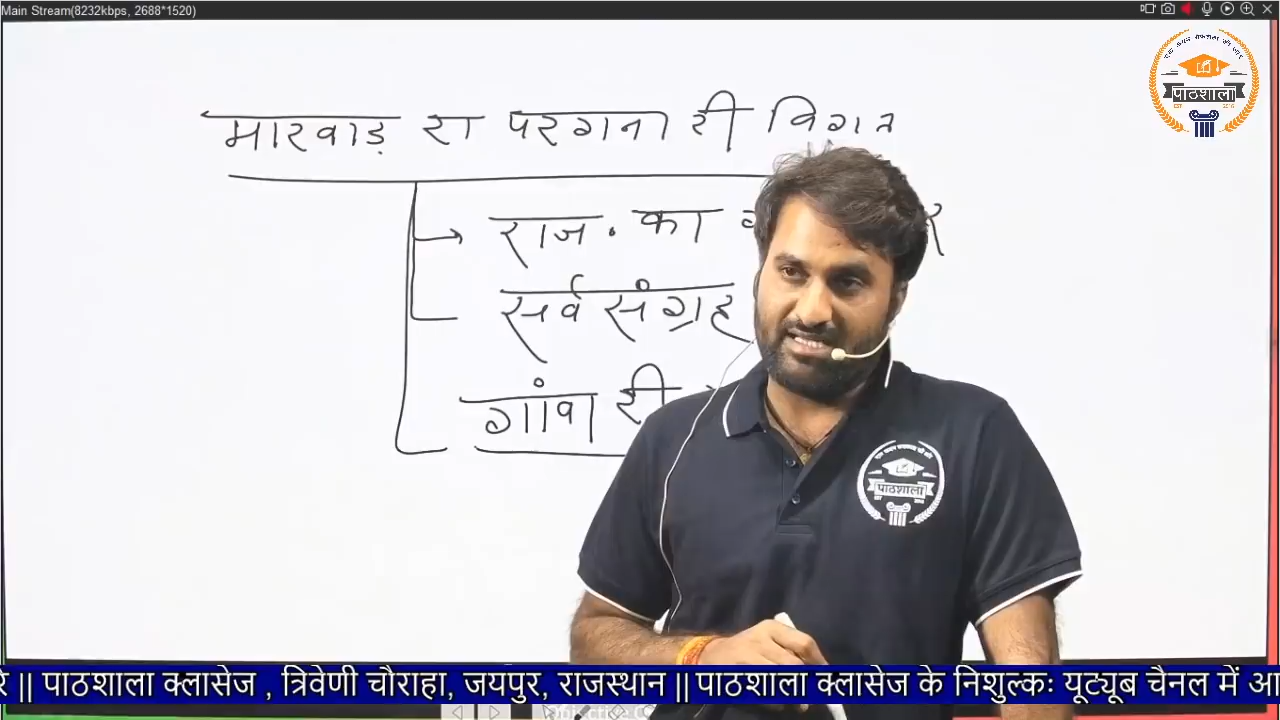 Main Stream(8232kbps, 2688*1520)
पाठशाला
मारवाड़ रा परगना री विगत
राज. का
सर्व संग्रह
गांव री
पाठशाला
रे || पाठशाला क्लासेज , त्रिवेणी चौराहा, जयपुर, राजस्थान || पाठशाला क्लासेज के निशुल्कः यूट्यूब चैनल में आ